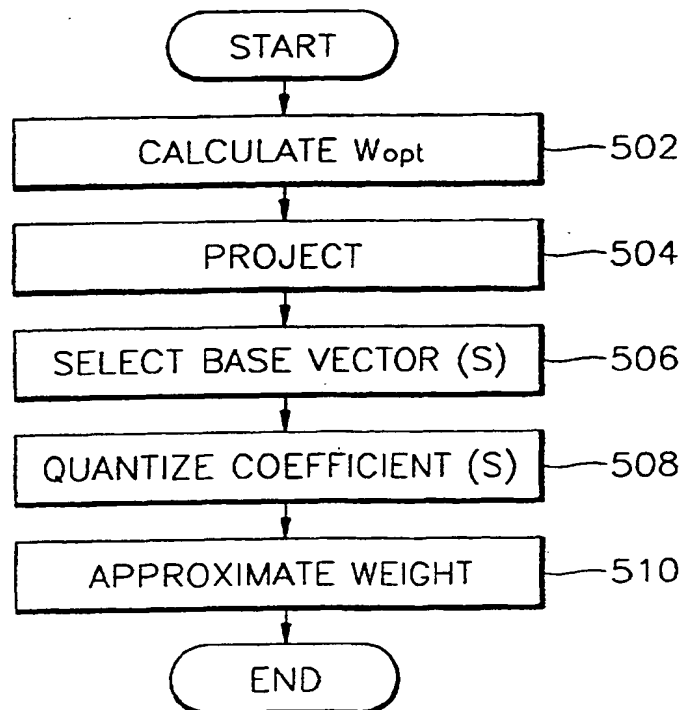 START
CALCULATE Wopt
502
PROJECT
504
SELECT BASE VECTOR (S)
506
QUANTIZE COEFFICIENT (S)
508
APPROXIMATE WEIGHT
510
END